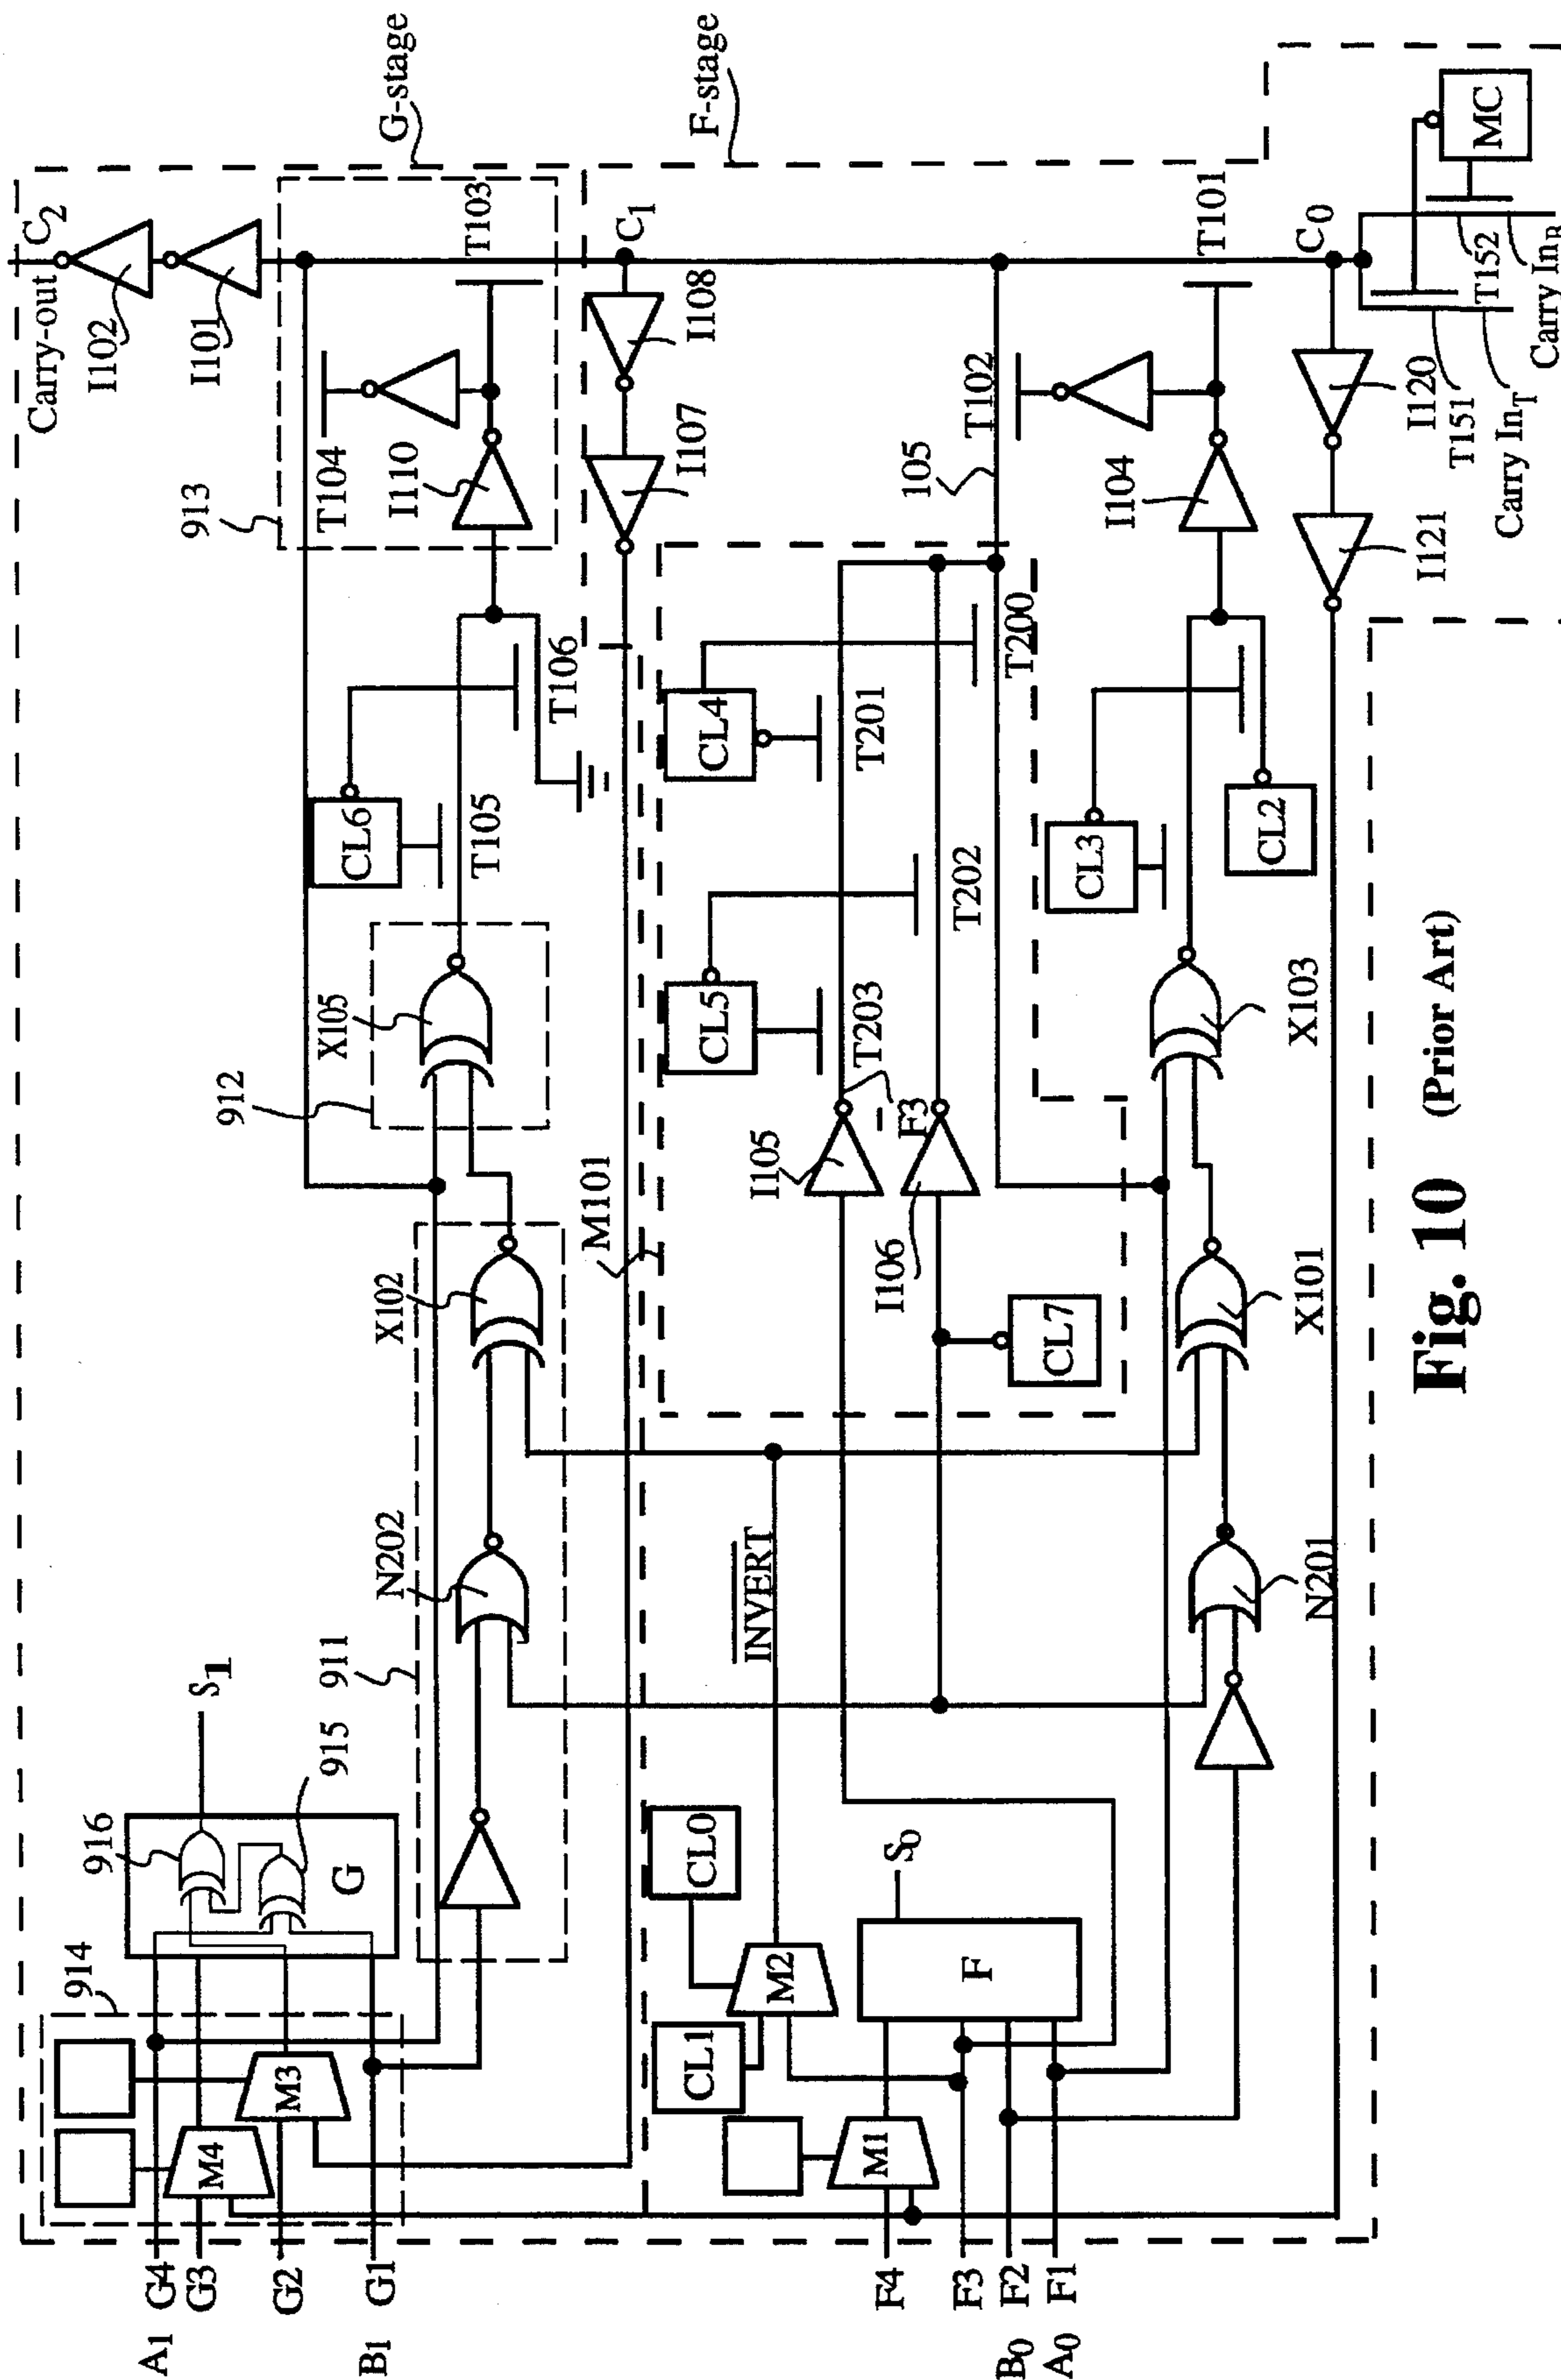 Carry-out C2
I102
I101
G-stage
913
T104
I110
T103
CL6
T105
T106
X105
912
X102
N202
911
S1
916
915
G
914
M4
M3
A1 G4
G3
G2
B1 G1
C1
I108
I107
F-stage
M101
CL4
T201
T200
CL5
T203
T202
I105
F3
I106
CL7
105
INVERT
CL0
CL1
M2
M1
F
S0
F4
F3
B0 F2
A0 F1
T102
T101
I104
CL3
CL2
X103
X101
N201
C0
I120
I121
T151
T152
MC
Carry InT
Carry InB
Fig. 10 (Prior Art)